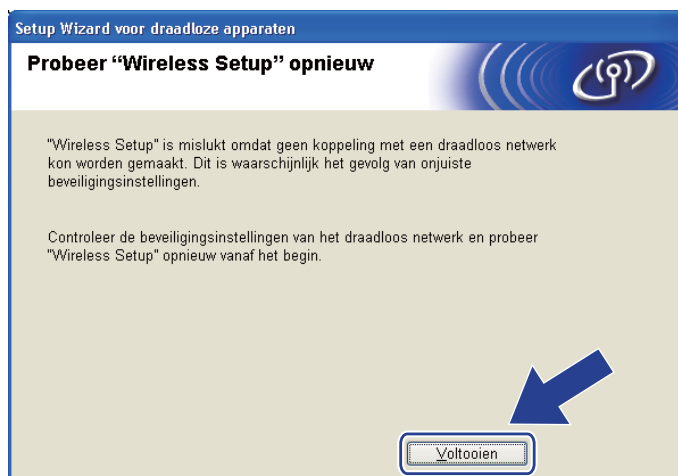 Setup Wizard voor draadloze apparaten
Probeer “Wireless Setup” opnieuw
"Wireless Setup" is mislukt omdat geen koppeling met een draadloos netwerk
kon worden gemaakt. Dit is waarschijnlijk het gevolg van onjuiste
beveiligingsinstellingen.
Controleer de beveiligingsinstellingen van het draadloos netwerk en probeer
"Wireless Setup" opnieuw vanaf het begin.
Voltooien